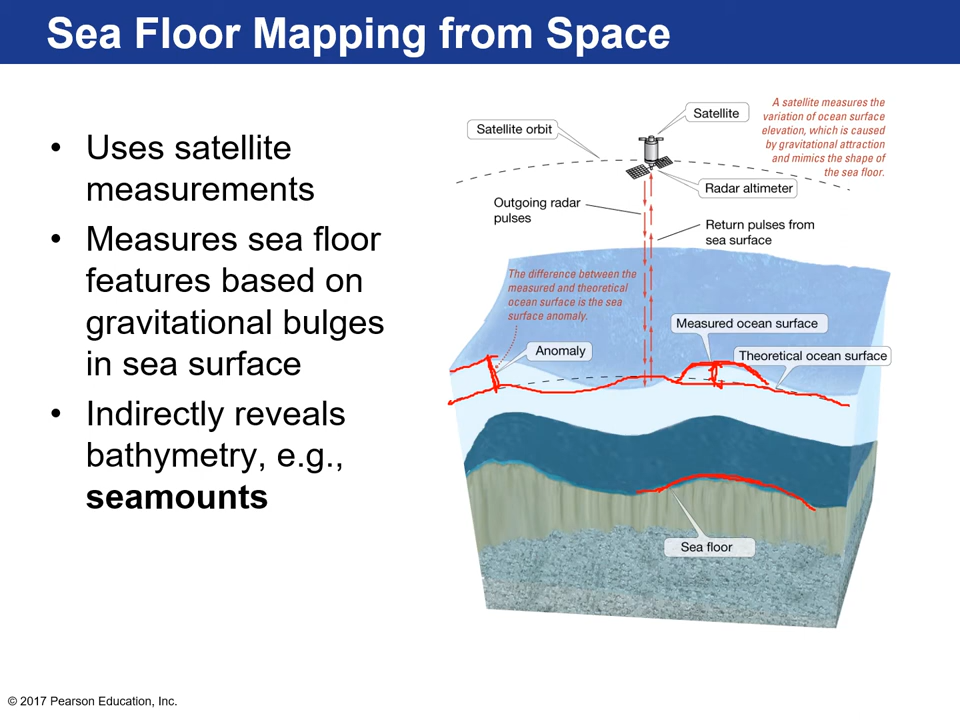 Sea Floor Mapping from Space
• Uses satellite
measurements
• Measures sea floor
features based on
gravitational bulges
in sea surface
• Indirectly reveals
bathymetry, e.g.,
seamounts
Satellite orbit
Satellite
A satellite measures the
variation of ocean surface
elevation, which is caused
by gravitational attraction
and mimics the shape of
the sea floor.
Radar altimeter
Outgoing radar
pulses
Return pulses from
sea surface
The difference between the
measured and theoretical
ocean surface is the sea
surface anomaly.
Measured ocean surface
Anomaly
Theoretical ocean surface
Sea floor
© 2017 Pearson Education, Inc.